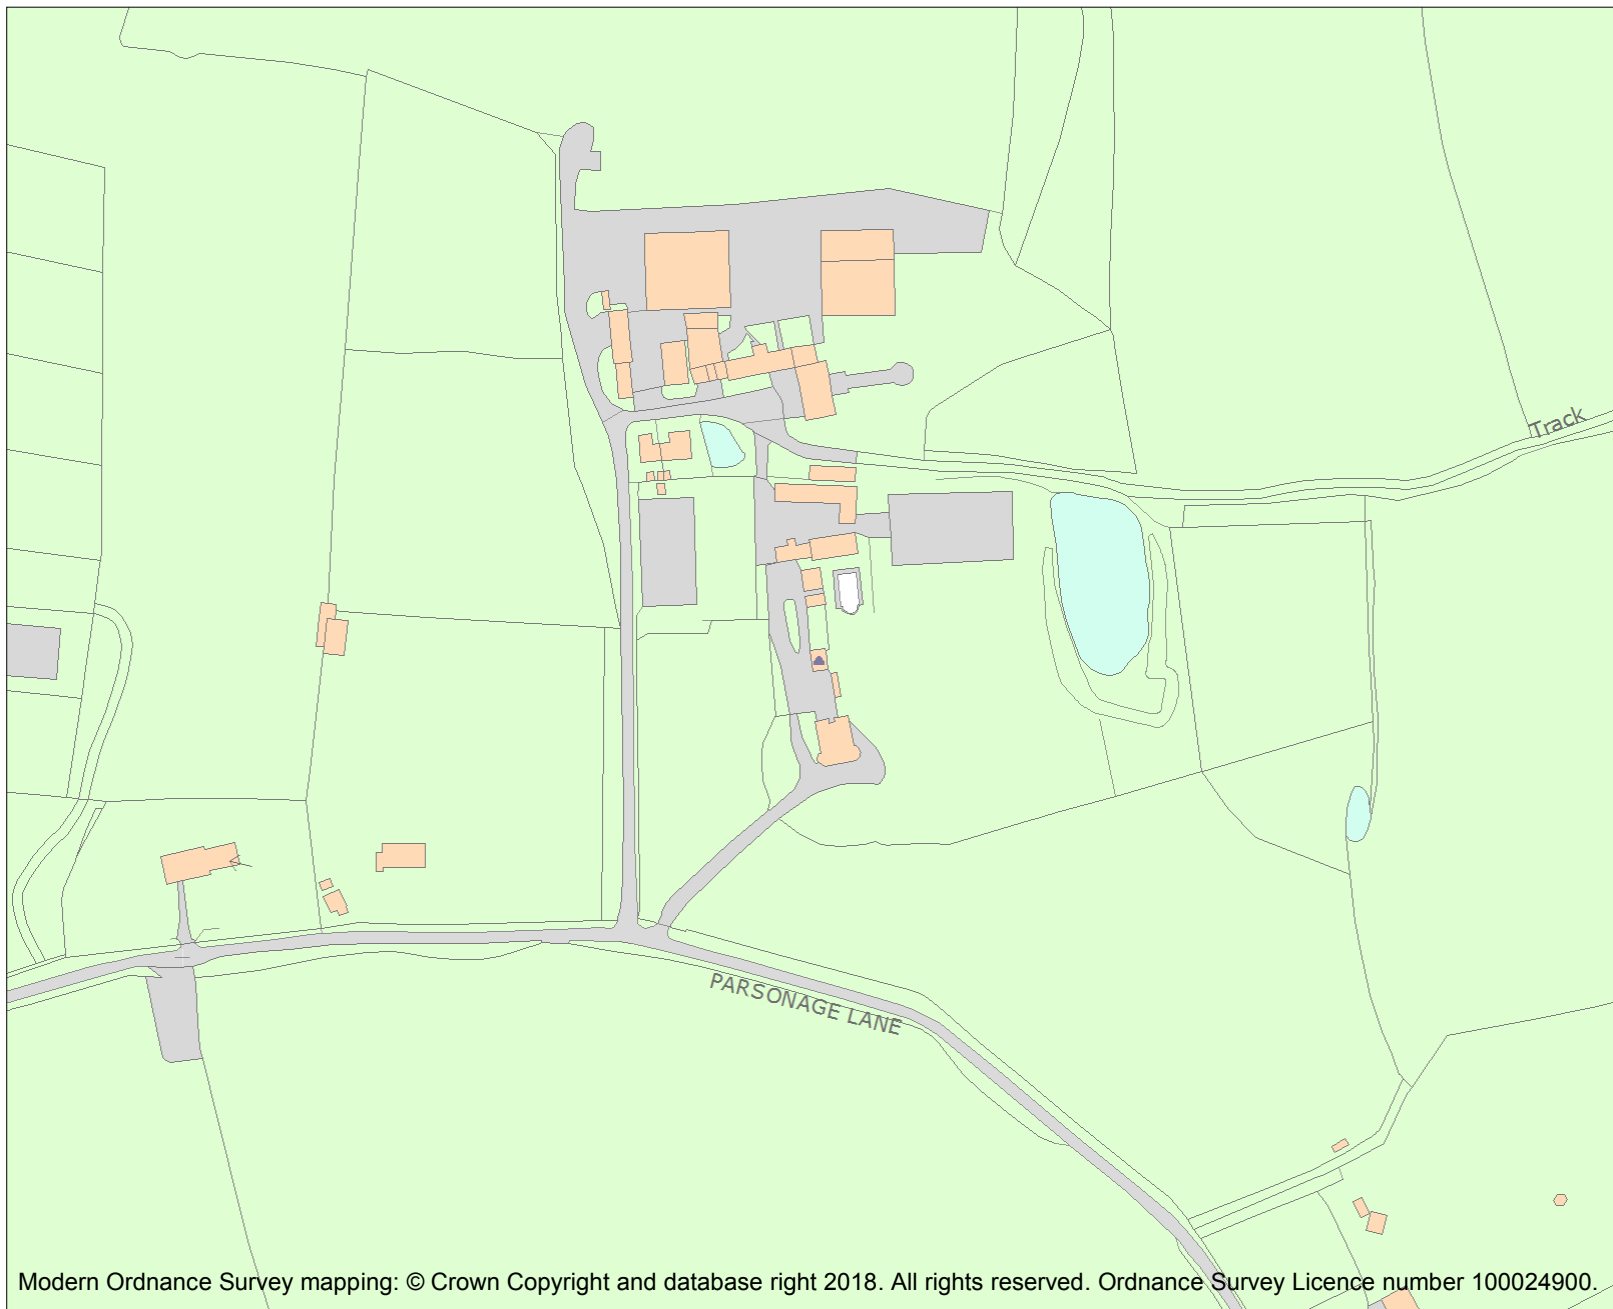 Track
PARSONAGE LANE
Modern Ordnance Survey mapping: © Crown Copyright and database right 2018. All rights reserved. Ordnance Survey Licence number 100024900.